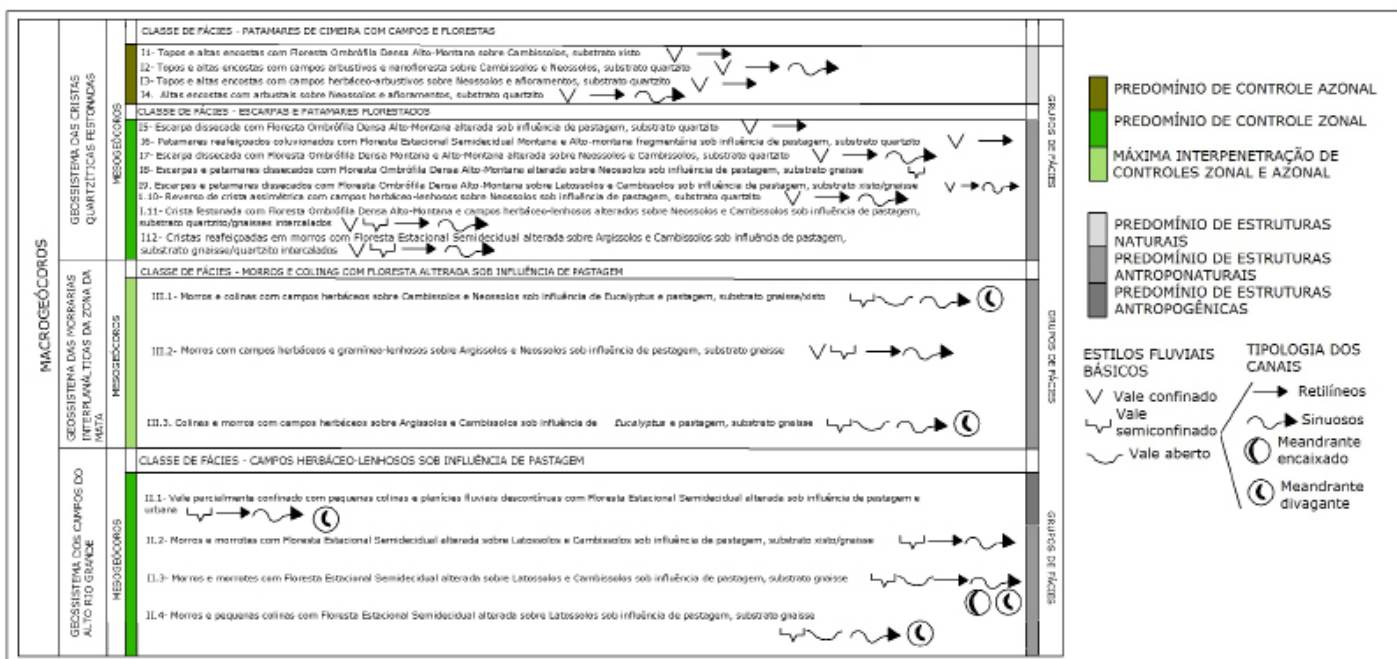 MACROGEÓCOROS
GEOSSISTEMA DAS CRISTAS
QUARTZÍTICAS FESTONADA
MESOGEÓCOROS
CLASSE DE FÁCIES - PATAMARES DE CIMEIRA COM CAMPOS E FLORESTAS
I1- Topos e altas encostas com Floresta Ombrófila Densa Alto-Montana sobre Cambissolos, substrato xisto
I2- Topos e altas encostas com campos arbustivos e nanofloresta sobre Cambissolos e Neossolos, substrato quartzito
I3- Topos e altas encostas com campos herbáceo-arbustivos sobre Neossolos e afloramentos, substrato quartzito
I4. Altas encostas com arbustais sobre Neossolos e afloramentos, substrato quartzito
CLASSE DE FÁCIES - ESCARPAS E PATAMARES FLORESTADOS
I5- Escarpa dissecada com Floresta Ombrófila Densa Alto-Montana alterada sob influência de pastagem, substrato quartzito
I6- Patamares reafeiçoados coluvionados com Floresta Estacional Semidecidual Montana e Alto-montana fragmentária sob influência de pastagem, substrato quartzito
I7- Escarpa dissecada com Floresta Ombrófila Densa Montana e Alto-Montana alterada sobre Neossolos e Cambissolos, substrato quartzito
I8- Escarpas e patamares dissecados com Floresta Ombrófila Densa Alto-Montana alterada sobre Neossolos sob influência de pastagem, substrato gnaisse
I9. Escarpas e patamares dissecados com Floresta Ombrófila Densa Alto-Montana sobre Latossolos e Cambissolos sob influência de pastagem, substrato xisto/gnaisse
I.10- Reverso de crista assimétrica com campos herbáceo-lenhosos sobre Neossolos sob influência de pastagem, substrato quartzito
I.11- Crista festonada com Floresta Ombrófila Densa Alto-Montana e campos herbáceo-lenhosos alterados sobre Neossolos e Cambissolos sob influência de pastagem,
substrato quartzito/gnaisses intercalados
I12- Cristas reafeiçoadas em morros com Floresta Estacional Semidecidual alterada sobre Argissolos e Cambissolos sob influência de pastagem,
substrato gnaisse/quartzito intercalados
GRUPOS DE FÁCIES
GEOSSISTEMA DAS MORRARIAS
INTERPLANÁLTICAS DA ZONA DA
MATA
MESOGEÓCOROS
CLASSE DE FÁCIES - MORROS E COLINAS COM FLORESTA ALTERADA SOB INFLUÊNCIA DE PASTAGEM
III.1- Morros e colinas com campos herbáceos sobre Cambissolos e Neossolos sob influência de Eucalyptus e pastagem, substrato gnaisse/xisto
III.2- Morros com campos herbáceos e gramíneo-lenhosos sobre Argissolos e Neossolos sob influência de pastagem, substrato gnaisse
III.3. Colinas e morros com campos herbáceos sobre Argissolos e Cambissolos sob influência de Eucalyptus e pastagem, substrato gnaisse
GRUPOS DE FÁCIES
GEOSSISTEMA DOS CAMPOS DO
ALTO RIO GRANDE
MESOGEÓCOROS
CLASSE DE FÁCIES - CAMPOS HERBÁCEO-LENHOSOS SOB INFLUÊNCIA DE PASTAGEM
II.1- Vale parcialmente confinado com pequenas colinas e planícies fluviais descontínuas com Floresta Estacional Semidecidual alterada sob influência de pastagem e
urbana
II.2- Morros e morrotes com Floresta Estacional Semidecidual alterada sobre Latossolos e Cambissolos sob influência de pastagem, substrato xisto/gnaisse
II.3- Morros e morrotes com Floresta Estacional Semidecidual alterada sobre Latossolos e Cambissolos sob influência de pastagem, substrato gnaisse
II.4- Morros e pequenas colinas com Floresta Estacional Semidecidual alterada sobre Latossolos sob influência de pastagem, substrato gnaisse
GRUPOS DE FÁCIES
PREDOMÍNIO DE CONTROLE AZONAL
PREDOMÍNIO DE CONTROLE ZONAL
MÁXIMA INTERPENETRAÇÃO DE
CONTROLES ZONAL E AZONAL
PREDOMÍNIO DE ESTRUTURAS
NATURAIS
PREDOMÍNIO DE ESTRUTURAS
ANTROPONATURAIS
PREDOMÍNIO DE ESTRUTURAS
ANTROPOGÊNICAS
ESTILOS FLUVIAIS
BÁSICOS
Vale confinado
Vale
semiconfinado
Vale aberto
TIPOLOGIA DOS
CANAIS
Retilíneos
Sinuosos
Meandrante
encaixado
Meandrante
divagante